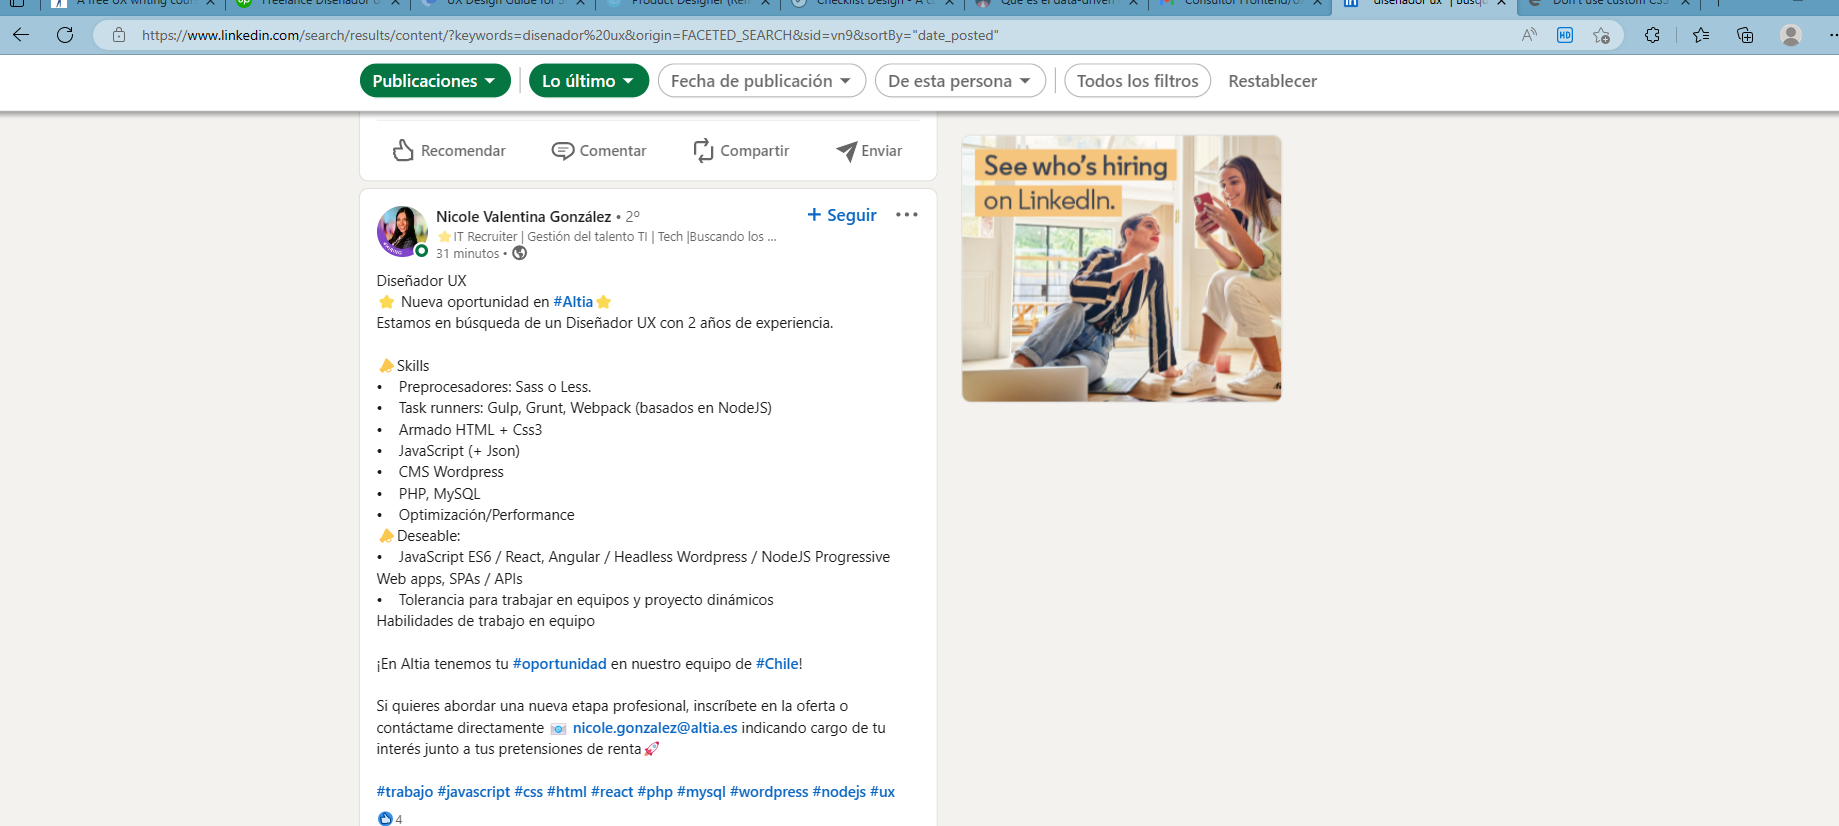 A free UX writing cour
Freelance Diseñador
UX Design Guide for
Product Designer (Rem
Checklist Design - A c
Qué es el data-driven
Consultor Frontend/U
diseñador ux" | Búsqu
Don't use custom CSS
https://www.linkedin.com/search/results/content/?keywords=disenador%20ux&origin=FACETED_SEARCH&sid=vn9&sortBy="date_posted"
HD
Publicaciones
Lo último
Fecha de publicación
De esta persona
Todos los filtros
Restablecer
Recomendar
Comentar
Compartir
Enviar
Nicole Valentina González • 2º
+ Seguir
⭐IT Recruiter | Gestión del talento TI | Tech |Buscando los ...
31 minutos •
Diseñador UX
⭐ Nueva oportunidad en #Altia⭐
Estamos en búsqueda de un Diseñador UX con 2 años de experiencia.
📣Skills
• Preprocesadores: Sass o Less.
• Task runners: Gulp, Grunt, Webpack (basados en NodeJS)
• Armado HTML + Css3
• JavaScript (+ Json)
• CMS Wordpress
• PHP, MySQL
• Optimización/Performance
📣Deseable:
• JavaScript ES6 / React, Angular / Headless Wordpress / NodeJS Progressive
Web apps, SPAs / APIs
• Tolerancia para trabajar en equipos y proyecto dinámicos
Habilidades de trabajo en equipo
¡En Altia tenemos tu #oportunidad en nuestro equipo de #Chile!
Si quieres abordar una nueva etapa profesional, inscríbete en la oferta o
contáctame directamente 📧 nicole.gonzalez@altia.es indicando cargo de tu
interés junto a tus pretensiones de renta🚀
#trabajo #javascript #css #html #react #php #mysql #wordpress #nodejs #ux
4
See who's hiring
on LinkedIn.